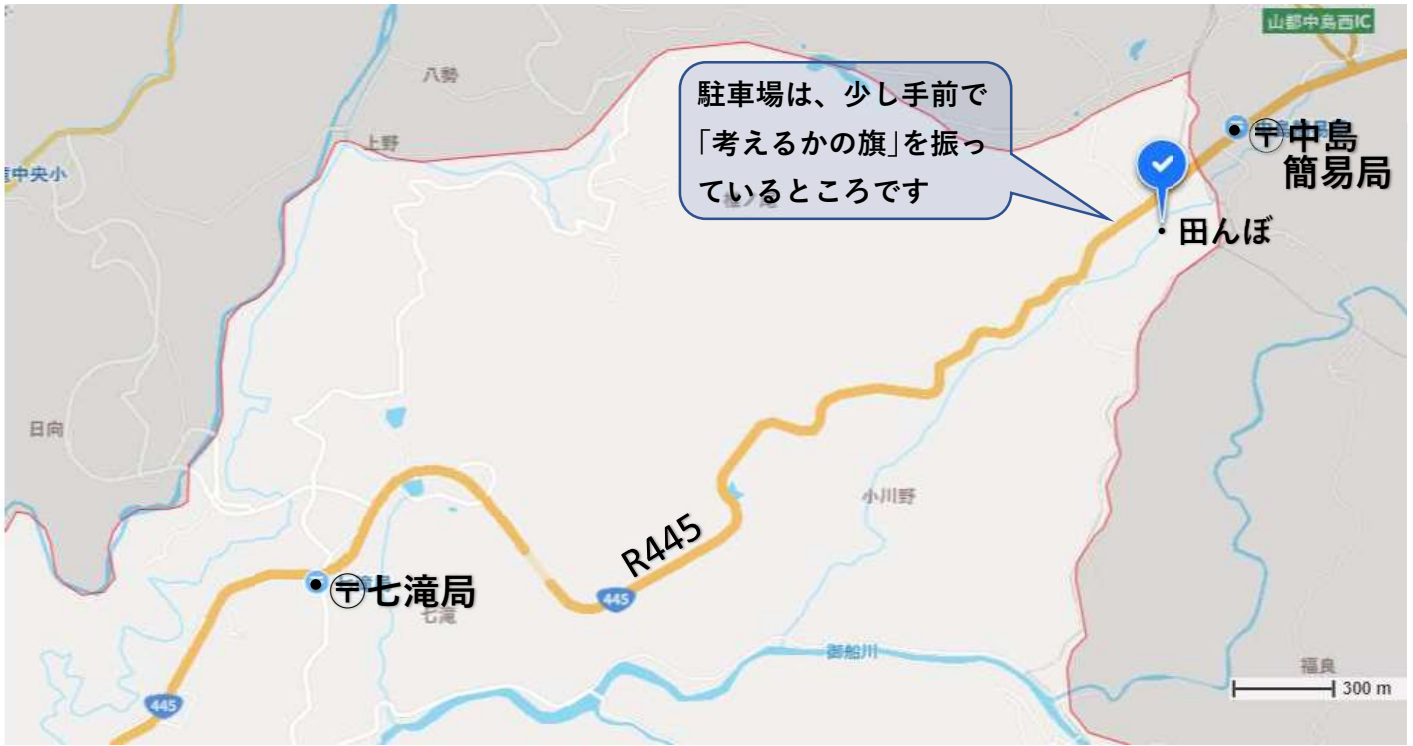 山都中島西IC
八勢
駐車場は、少し手前で
「考えるかの旗」を振っ
ているところです
上野
〒中島
簡易局
竜中央小
・田んぼ
日向
小川野
R445
445
〒七滝局
七滝
御船川
福良
445
300 m